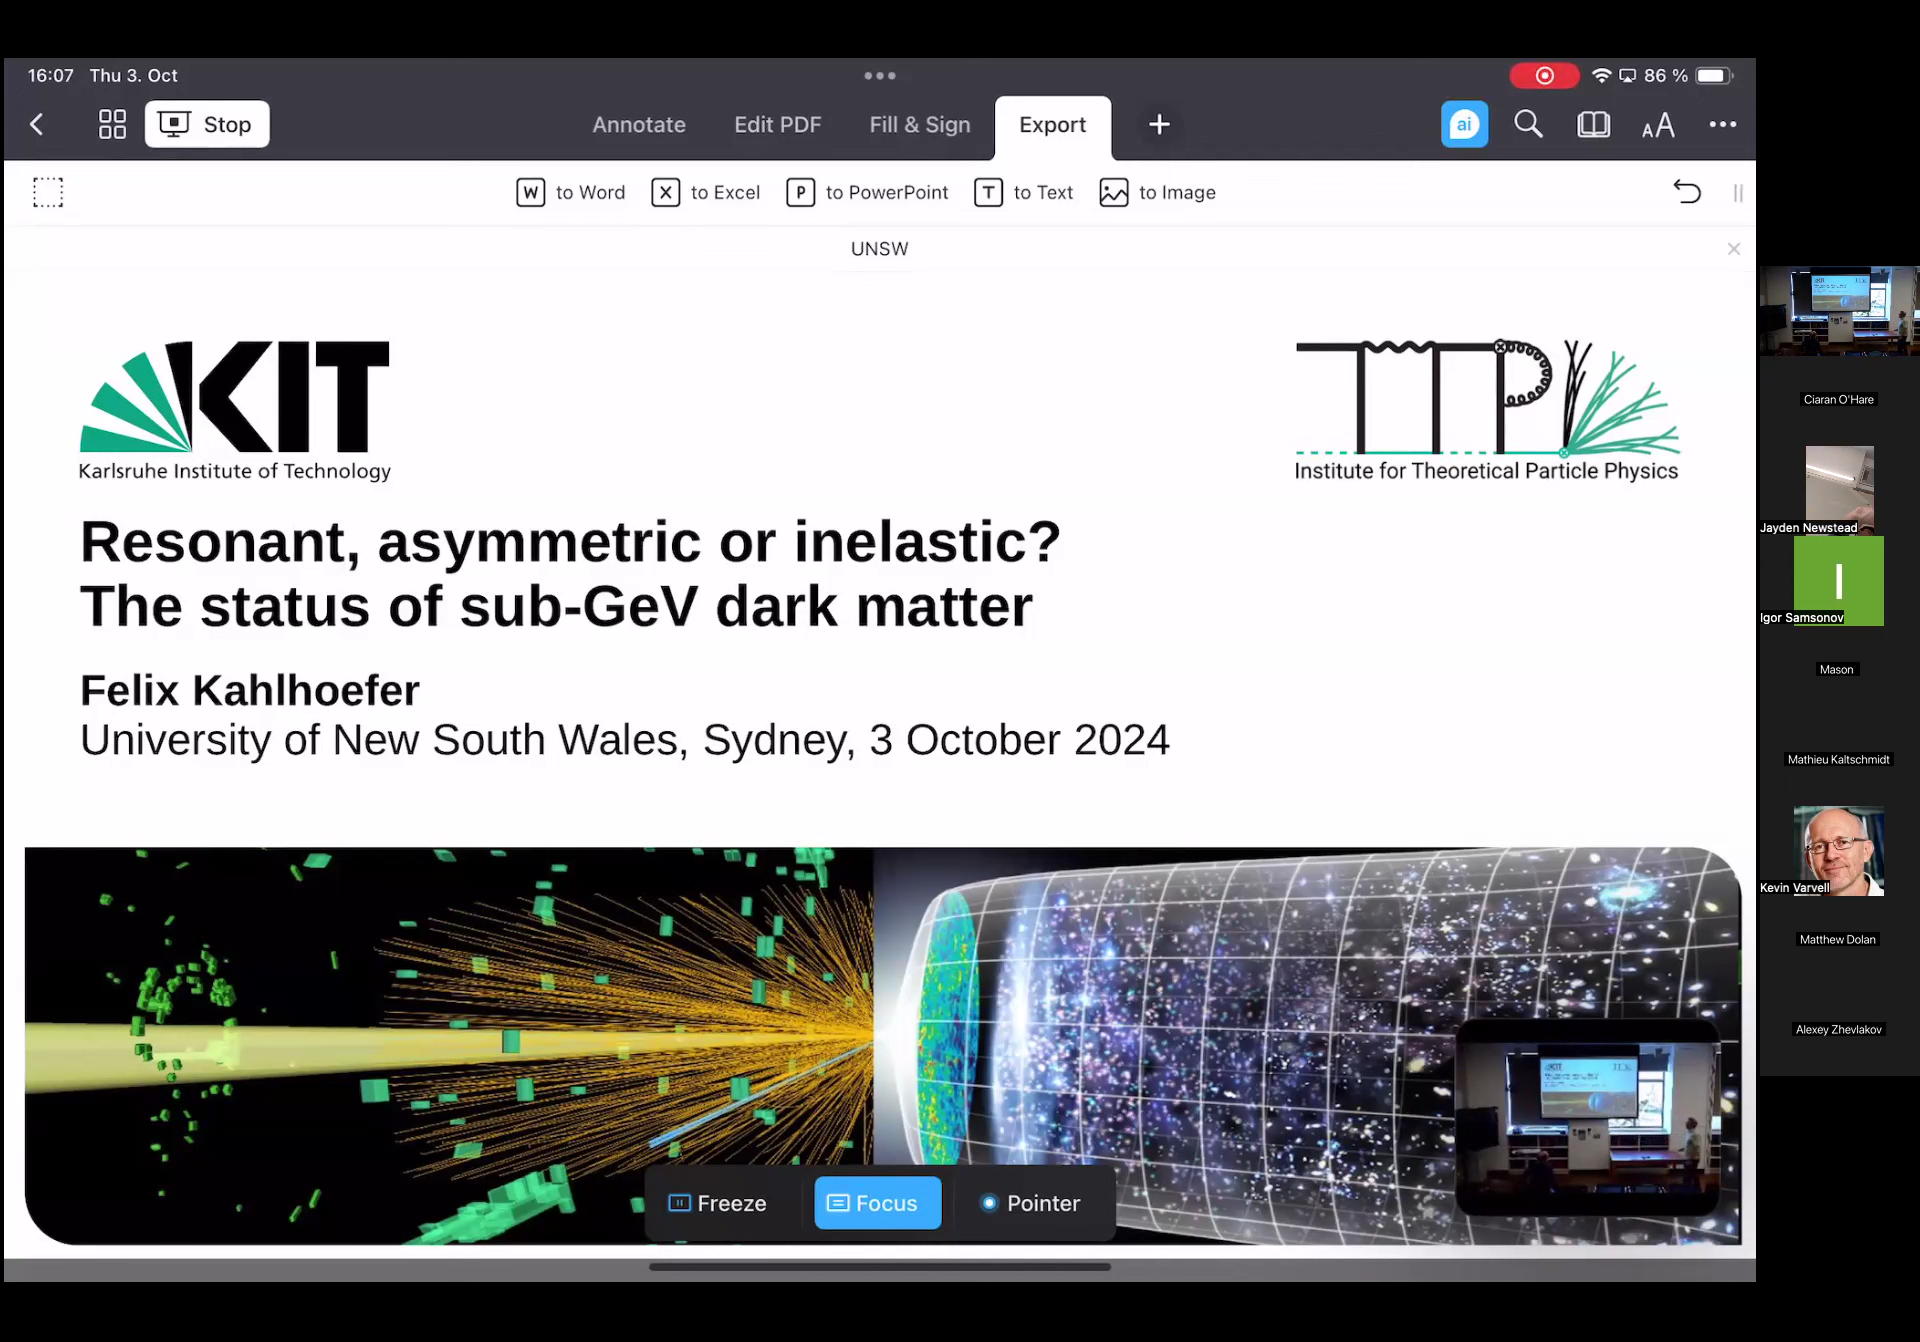 16:07 Thu 3. Oct
86 %
Stop
Annotate
Edit PDF
Fill & Sign
Export
+
ai
AA
W to Word
X to Excel
P to PowerPoint
T to Text
to Image
UNSW
KIT
Karlsruhe Institute of Technology
TTP
Institute for Theoretical Particle Physics
Resonant, asymmetric or inelastic?
The status of sub-GeV dark matter
Felix Kahlhoefer
University of New South Wales, Sydney, 3 October 2024
Freeze
Focus
Pointer
Ciaran O'Hare
Jayden Newstead
I
Igor Samsonov
Mason
Mathieu Kaltschmidt
Kevin Varvell
Matthew Dolan
Alexey Zhevlakov